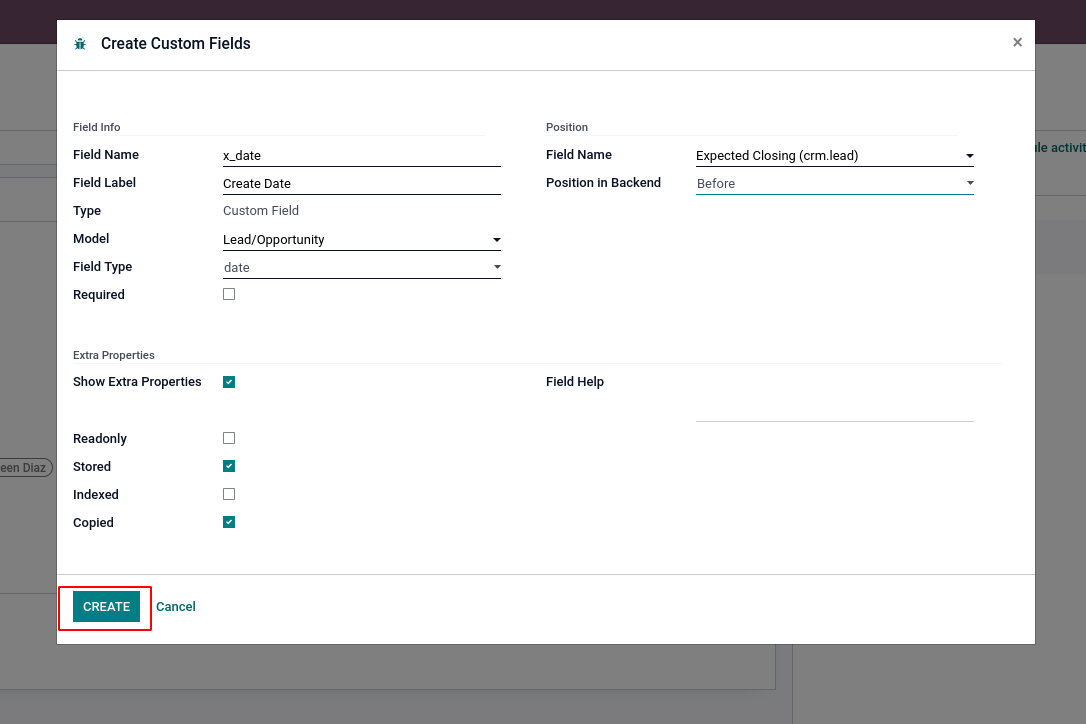 Create Custom Fields
×
Field Info
Field Name x_date
Field Label Create Date
Type Custom Field
Model Lead/Opportunity
Field Type date
Required
Position
Field Name Expected Closing (crm.lead)
Position in Backend Before
Extra Properties
Show Extra Properties
Field Help
Readonly
Stored
Indexed
Copied
CREATE Cancel
een Diaz
le activit